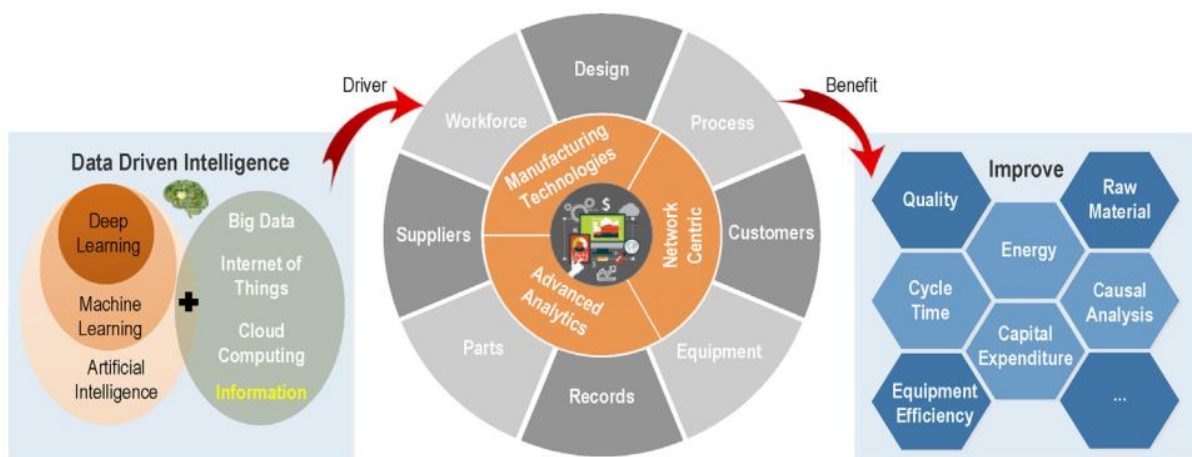 Data Driven Intelligence
Deep
Learning
Machine
Learning
Artificial
Intelligence
+
Big Data
Internet of
Things
Cloud
Computing
Information
Driver
Design
Process
Customers
Equipment
Records
Parts
Suppliers
Workforce
Manufacturing
Technologies
Network
Centric
Advanced
Analytics
$
Benefit
Improve
Quality
Raw
Material
Energy
Cycle
Time
Causal
Analysis
Capital
Expenditure
Equipment
Efficiency
...